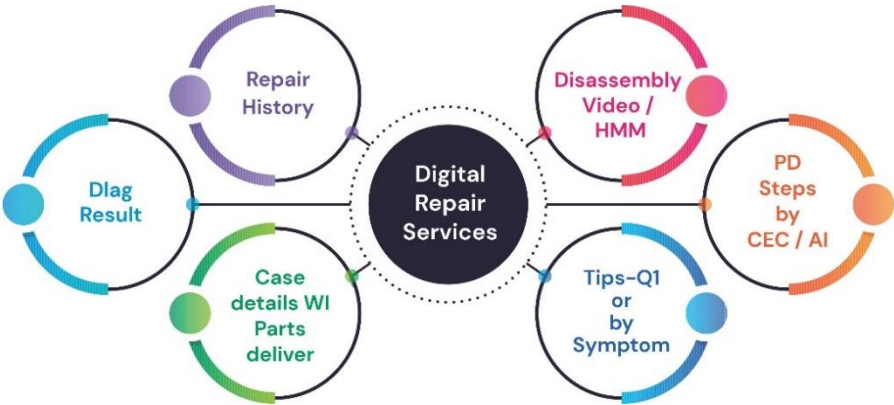 Repair
History
Disassembly
Video /
HMM
DIag
Result
Digital
Repair
Services
PD
Steps
by
CEC / AI
Case
details WI
Parts
deliver
Tips-Q1
or
by
Symptom